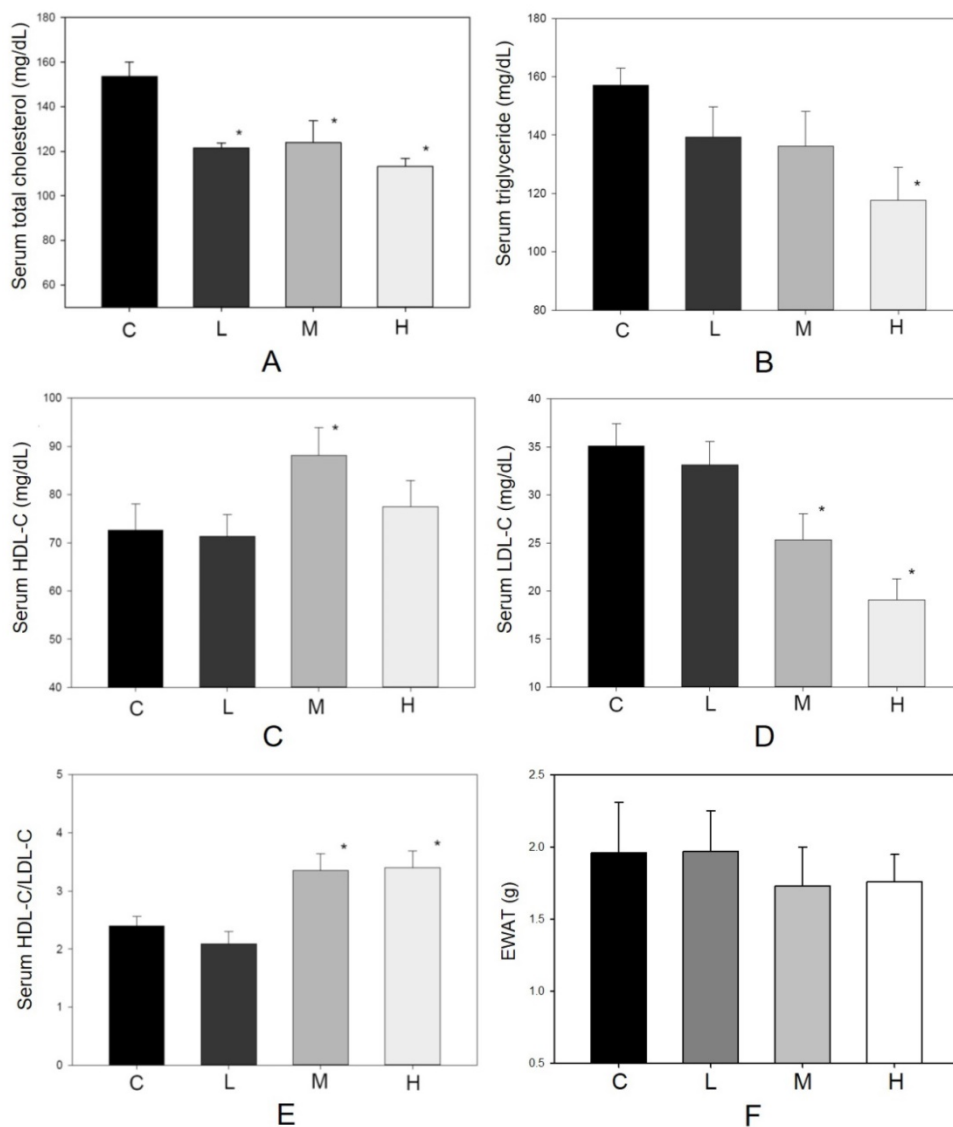 Serum total cholesterol (mg/dL)
180
160
140
120
100
80
60
*
*
*
C
L
M
H
A
Serum triglyceride (mg/dL)
180
160
140
120
100
80
*
C
L
M
H
B
Serum HDL-C (mg/dL)
100
90
80
70
60
50
40
*
C
L
M
H
C
Serum LDL-C (mg/dL)
40
35
30
25
20
15
10
*
*
C
L
M
H
D
Serum HDL-C/LDL-C
5
4
3
2
1
0
*
*
C
L
M
H
E
EWAT (g)
2.5
2.0
1.5
1.0
0.5
C
L
M
H
F